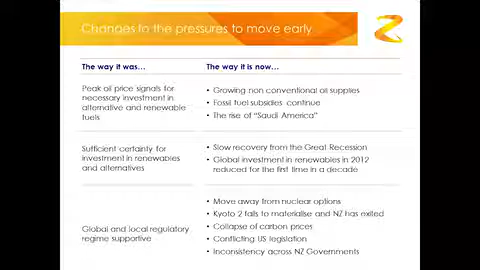 Changes to the pressures to move early
The way it was…
The way it is now…
Peak oil price signals for
necessary investment in
alternative and renewable
fuels
• Growing non conventional oil supplies
• Fossil fuel subsidies continue
• The rise of “Saudi America”
Sufficient certainty for
investment in renewables
and alternatives
• Slow recovery from the Great Recession
• Global investment in renewables in 2012
reduced for the first time in a decade
Global and local regulatory
regime supportive
• Move away from nuclear options
• Kyoto 2 fails to materialise and NZ has exited
• Collapse of carbon prices
• Conflicting US legislation
• Inconsistency across NZ Governments